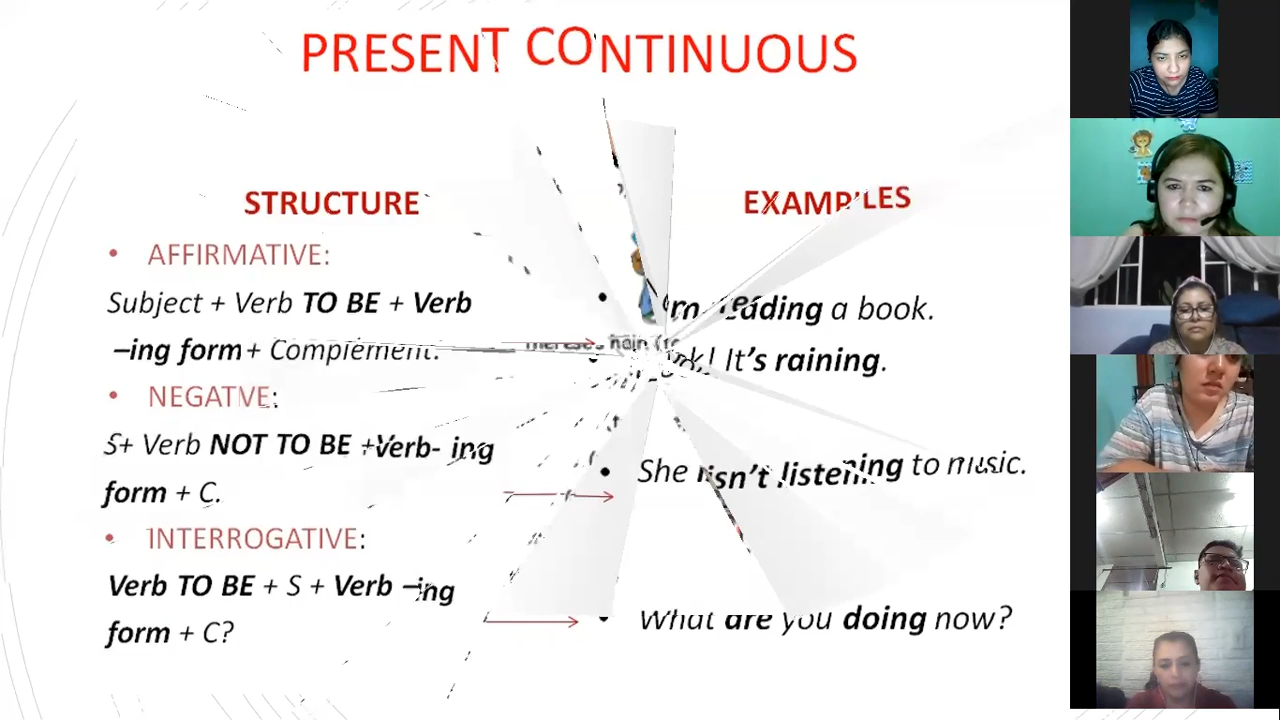 PRESENT CONTINUOUS
STRUCTURE
• AFFIRMATIVE:
Subject + Verb TO BE + Verb
–ing form + Complement.
• NEGATVE:
S+ Verb NOT TO BE +Verb- ing
form + C.
• INTERROGATIVE:
Verb TO BE + S + Verb –ing
form + C?
EXAMPLES
• reading a book.
It's raining.
• She isn't listening to music.
• What are you doing now?